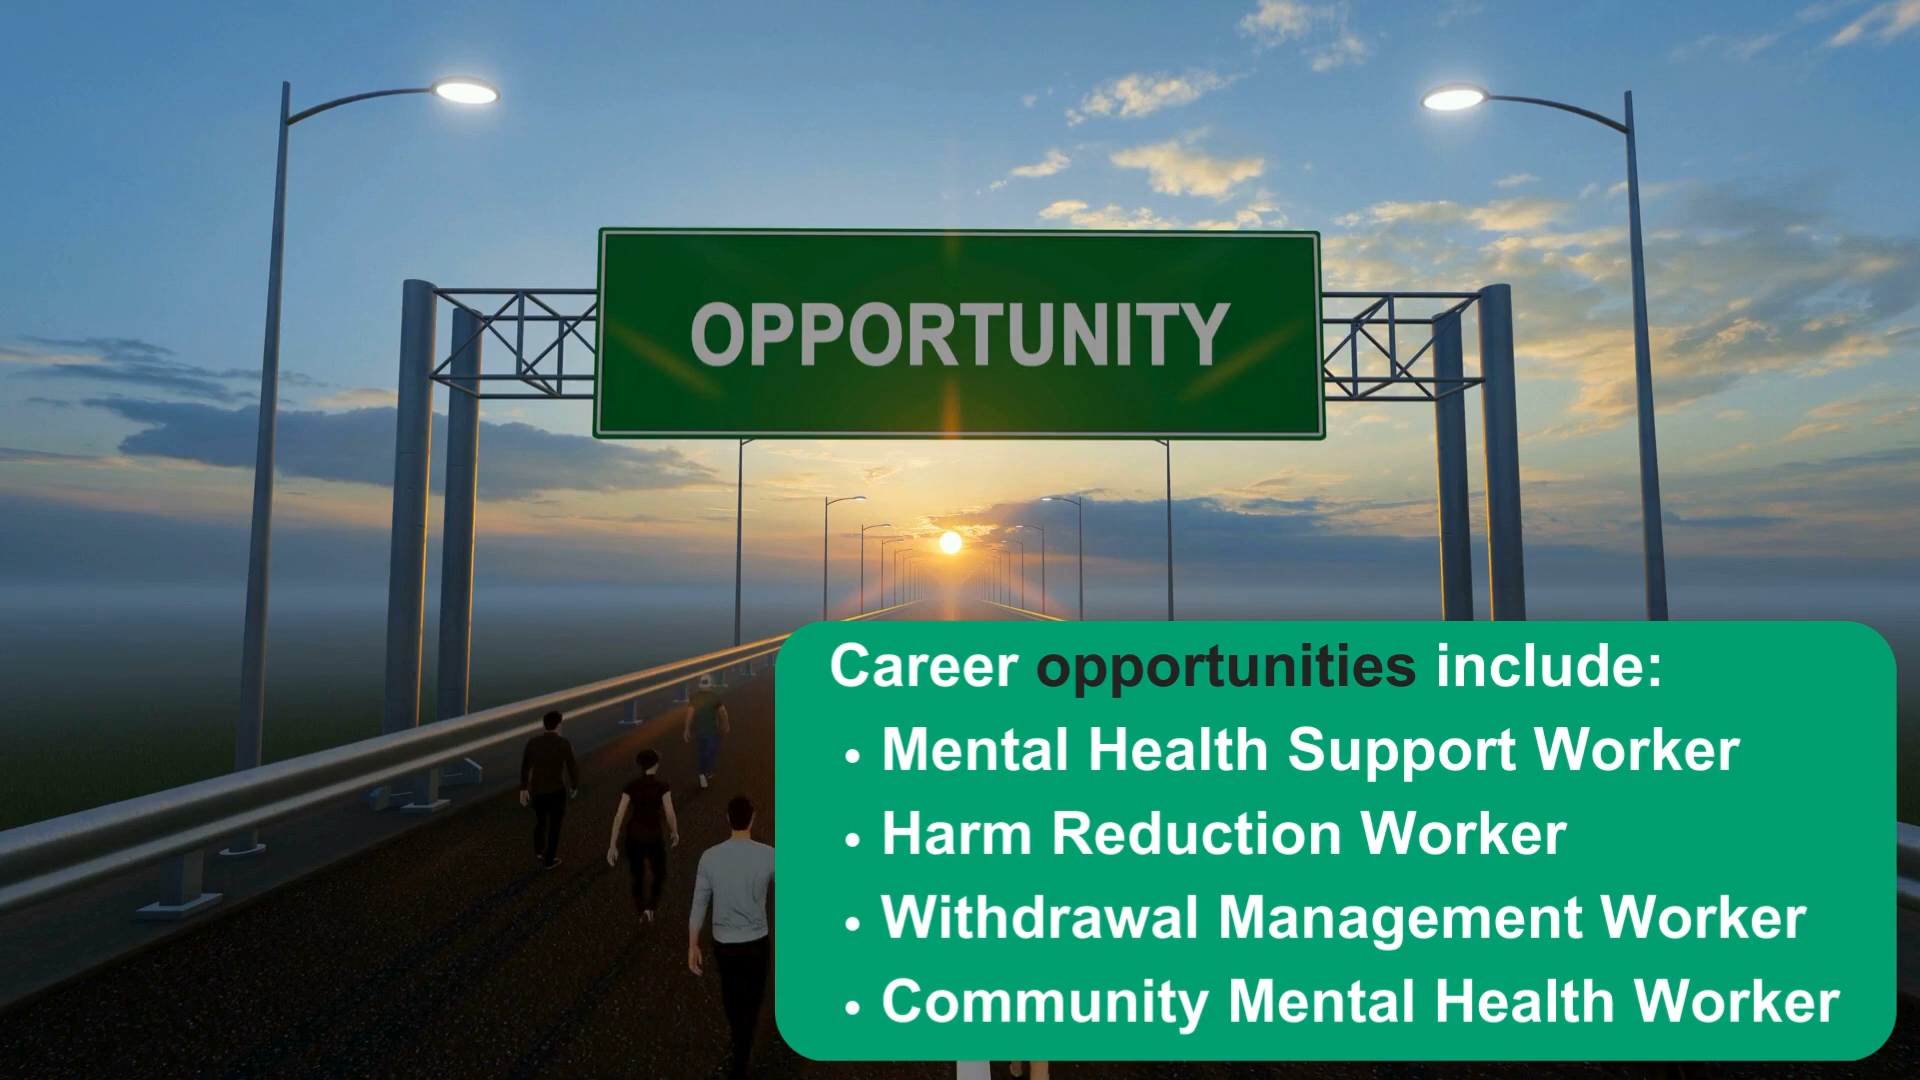 OPPORTUNITY
Career opportunities include:
• Mental Health Support Worker
• Harm Reduction Worker
• Withdrawal Management Worker
• Community Mental Health Worker